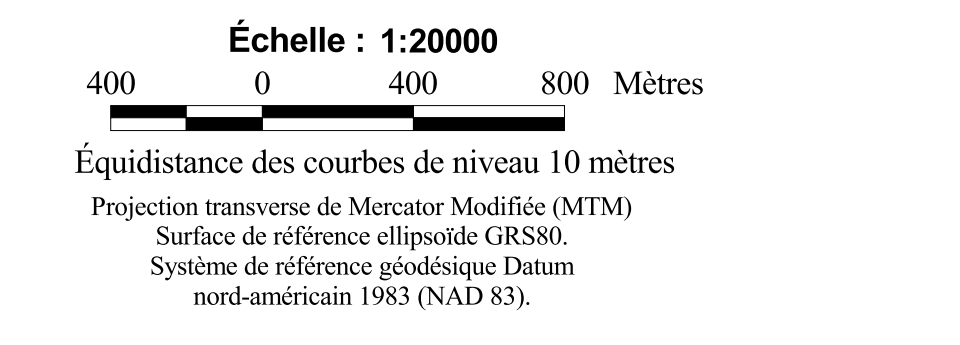 Échelle : 1:20000
400 0 400 800 Mètres
Équidistance des courbes de niveau 10 mètres
Projection transverse de Mercator Modifiée (MTM)
Surface de référence ellipsoïde GRS80.
Système de référence géodésique Datum
nord-américain 1983 (NAD 83).